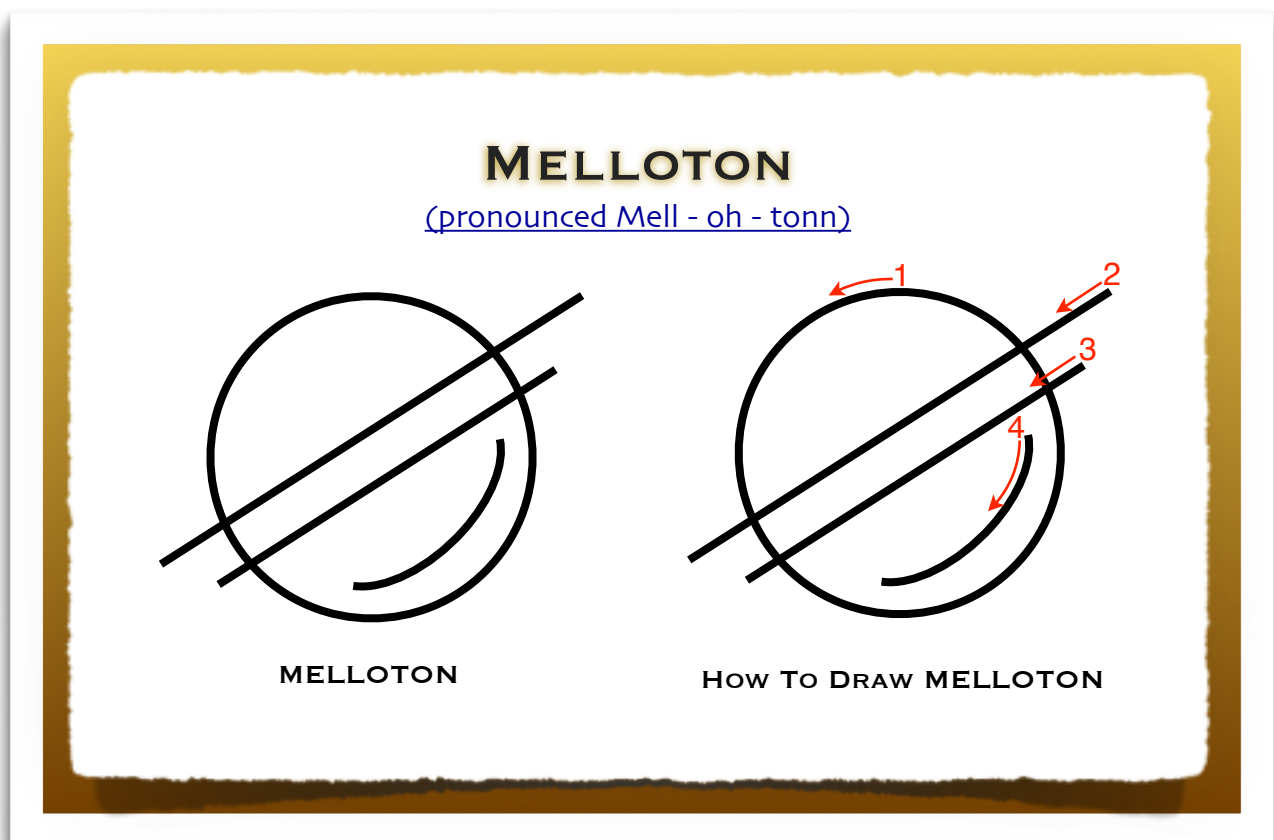 MELLOTON
(pronounced Mell - oh - tonn)
1
2
3
4
MELLOTON
How To Draw MELLOTON